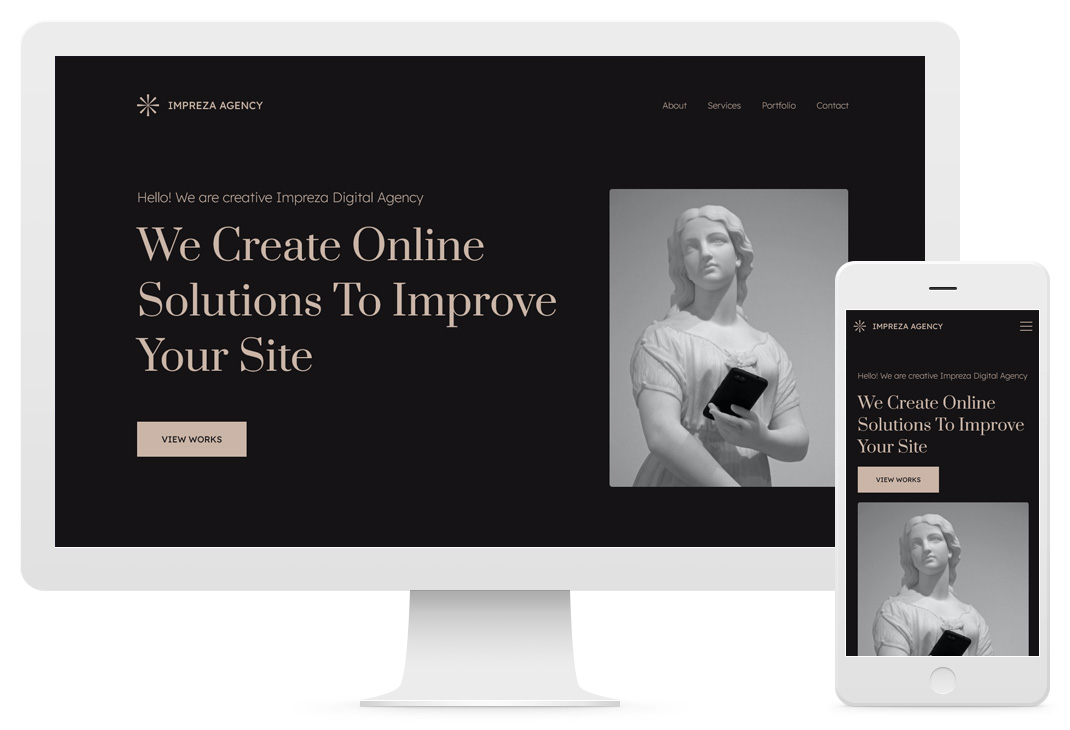 IMPREZA AGENCY
About Services Portfolio Contact
Hello! We are creative Impreza Digital Agency
We Create Online
Solutions To Improve
Your Site
VIEW WORKS
IMPREZA AGENCY
Hello! We are creative Impreza Digital Agency
We Create Online
Solutions To Improve
Your Site
VIEW WORKS